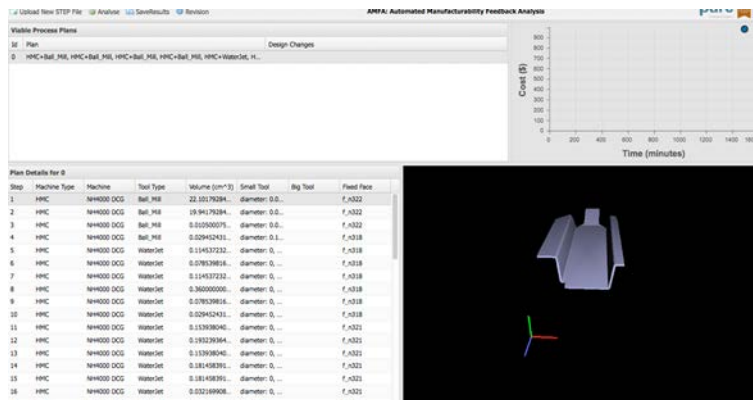 Upload New STEP File Analyse SaveResults Revision AMFA: Automated Manufacturability Feedback Analysis
Viable Process Plans
Id Plan Design Changes
0 HMC+Ball_Mill, HMC+Ball_Mill, HMC+Ball_Mill, HMC+Ball_Mill, HMC+WaterJet, H...
Cost ($)
900
800
700
600
500
400
300
200
100
0
0 200 400 600 800 1000 1200 1400
Time (minutes)
Plan Details for 0
Step Machine Type Machine Tool Type Volume (cm^3) Small Tool Big Tool Fixed Face
1 HMC NH4000 DCG Ball_Mill 22.10179284... diameter: 0.0... f_n322
2 HMC NH4000 DCG Ball_Mill 19.94179284... diameter: 0.0... f_n322
3 HMC NH4000 DCG Ball_Mill 0.010500075... diameter: 0.0... f_n322
4 HMC NH4000 DCG Ball_Mill 0.029452431... diameter: 0.1... f_n318
5 HMC NH4000 DCG WaterJet 0.114537232... diameter: 0, ... f_n318
6 HMC NH4000 DCG WaterJet 0.078539816... diameter: 0, ... f_n318
7 HMC NH4000 DCG WaterJet 0.114537232... diameter: 0, ... f_n318
8 HMC NH4000 DCG WaterJet 0.360000000... diameter: 0, ... f_n318
9 HMC NH4000 DCG WaterJet 0.078539816... diameter: 0, ... f_n318
10 HMC NH4000 DCG WaterJet 0.029452431... diameter: 0, ... f_n318
11 HMC NH4000 DCG WaterJet 0.153938040... diameter: 0, ... f_n321
12 HMC NH4000 DCG WaterJet 0.193239364... diameter: 0, ... f_n321
13 HMC NH4000 DCG WaterJet 0.153938040... diameter: 0, ... f_n321
14 HMC NH4000 DCG WaterJet 0.181458391... diameter: 0, ... f_n321
15 HMC NH4000 DCG WaterJet 0.181458391... diameter: 0, ... f_n321
16 HMC NH4000 DCG WaterJet 0.032169908... diameter: 0, ... f_n321